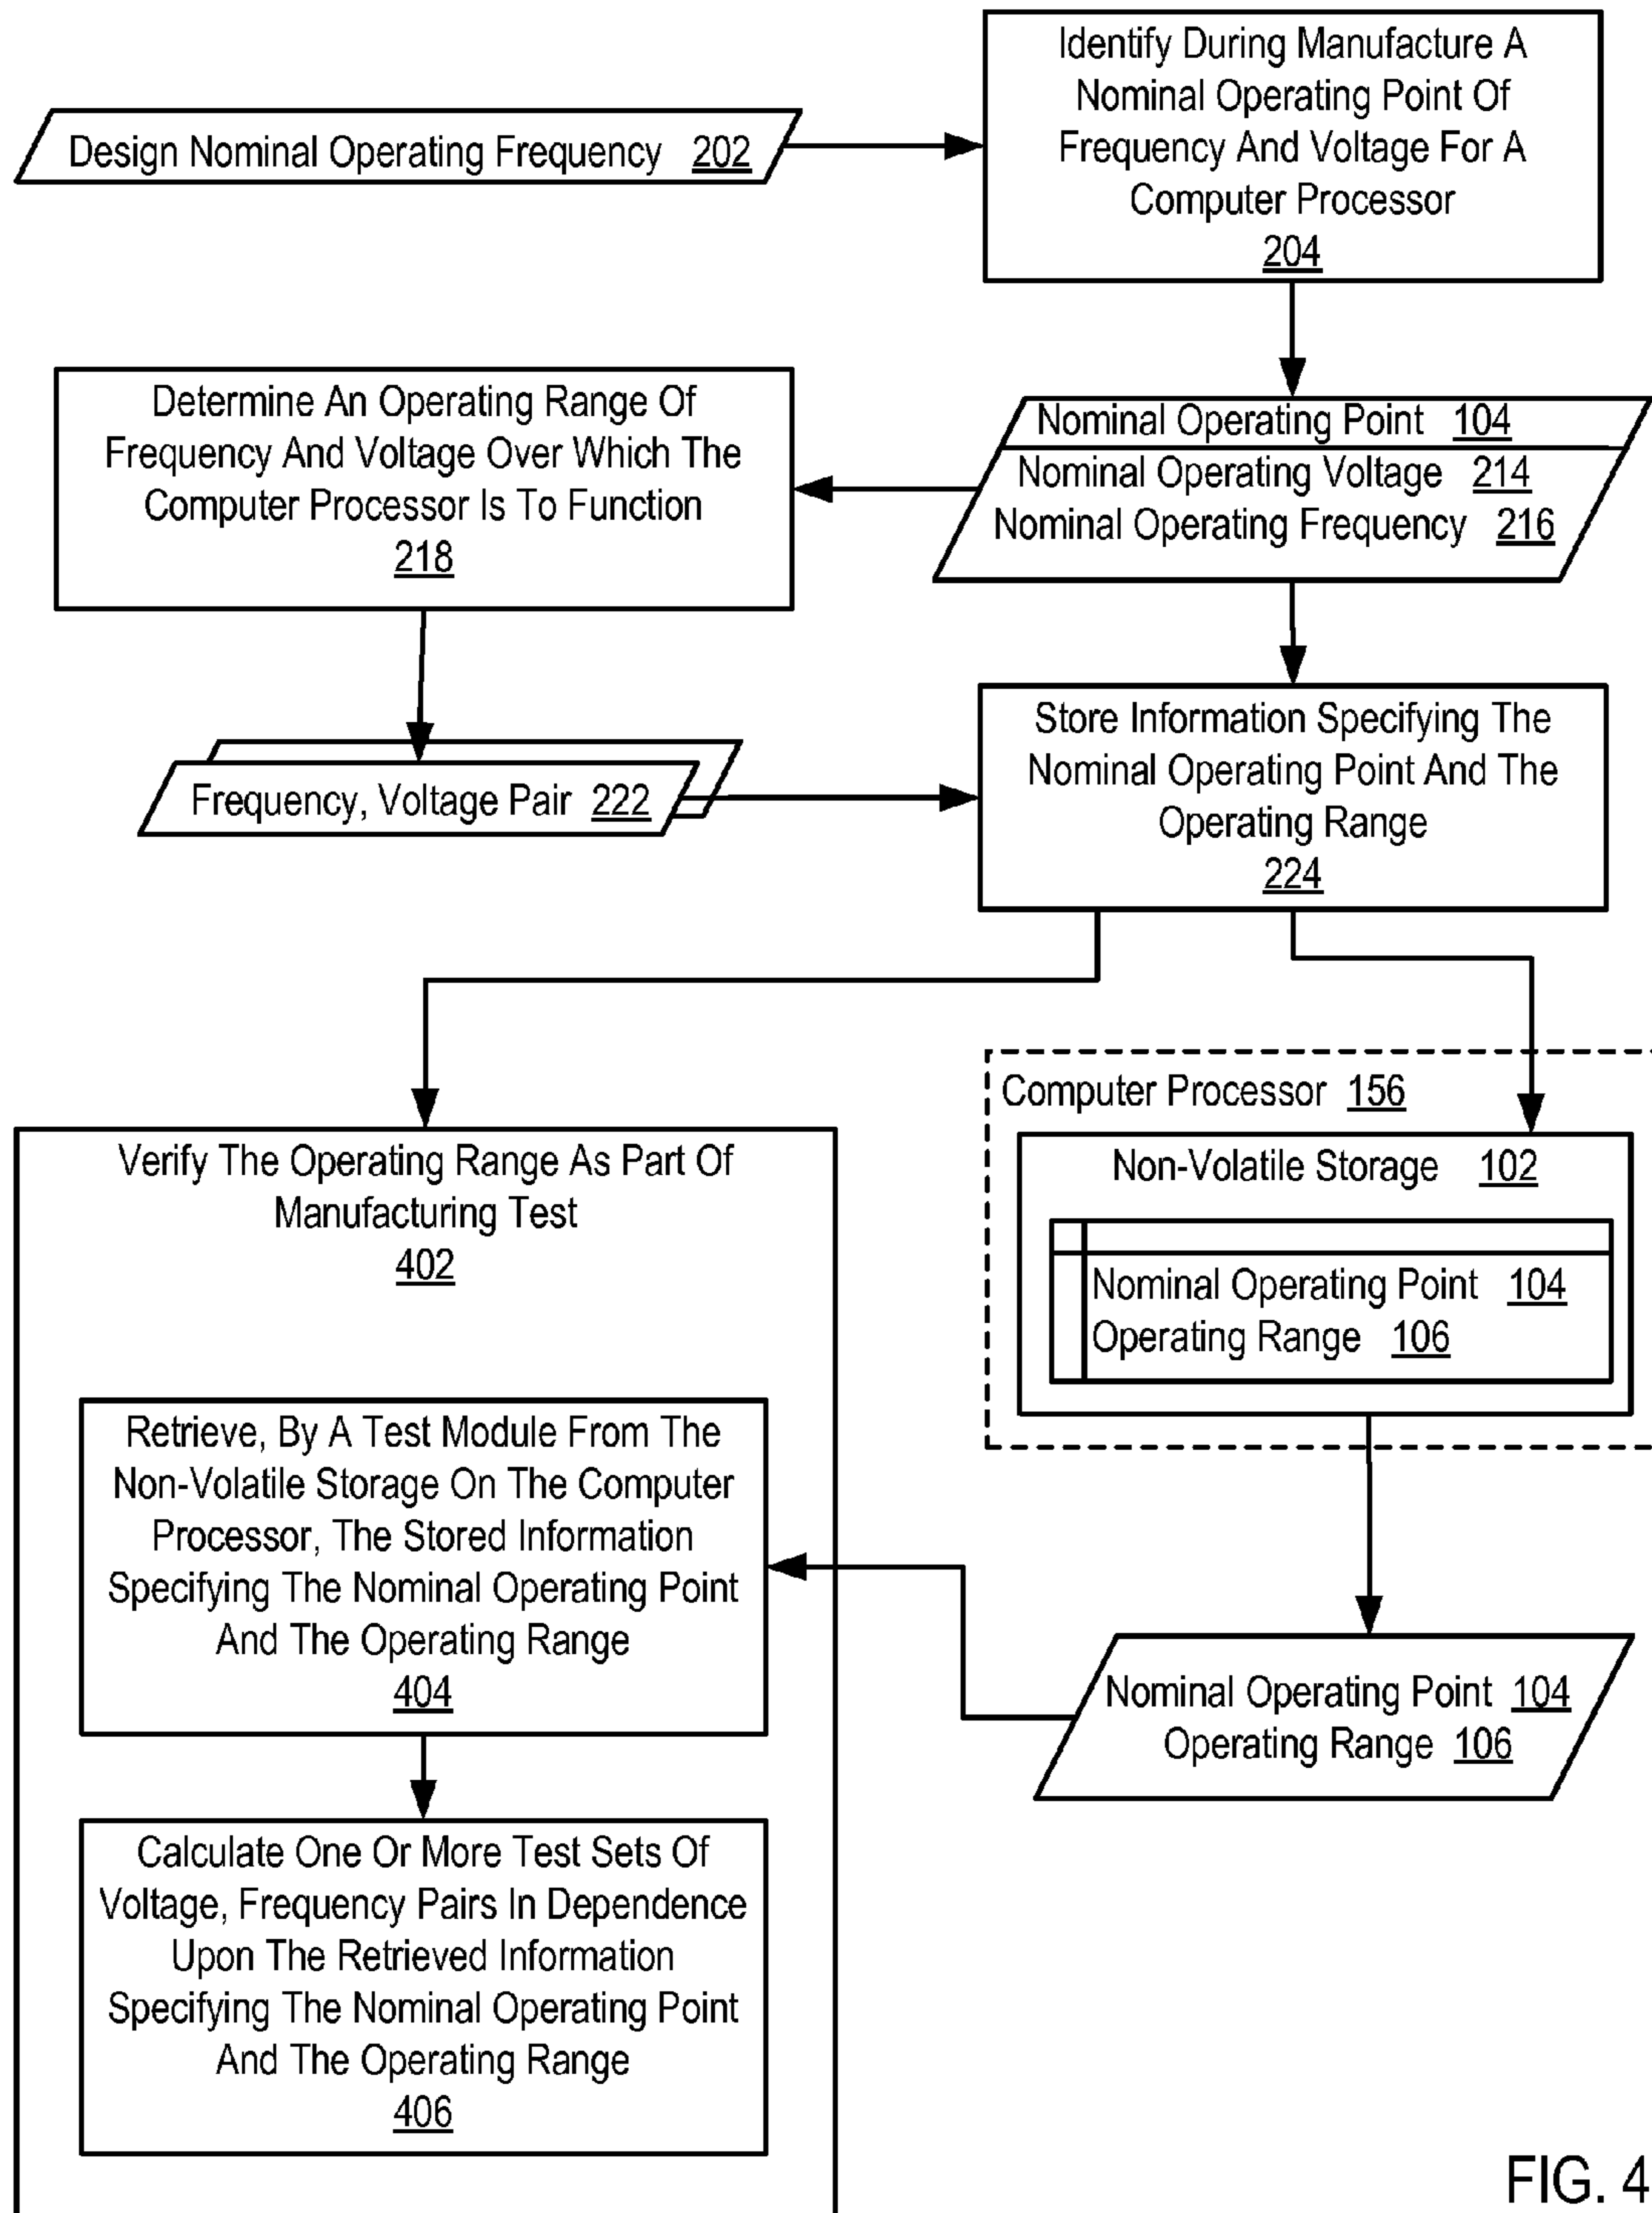 Identify During Manufacture A
Nominal Operating Point Of
Frequency And Voltage For A
Computer Processor
204
Design Nominal Operating Frequency 202
Determine An Operating Range Of
Frequency And Voltage Over Which The
Computer Processor Is To Function
218
Nominal Operating Point 104
Nominal Operating Voltage 214
Nominal Operating Frequency 216
Frequency, Voltage Pair 222
Store Information Specifying The
Nominal Operating Point And The
Operating Range
224
Computer Processor 156
Non-Volatile Storage 102
Nominal Operating Point 104
Operating Range 106
Verify The Operating Range As Part Of
Manufacturing Test
402
Retrieve, By A Test Module From The
Non-Volatile Storage On The Computer
Processor, The Stored Information
Specifying The Nominal Operating Point
And The Operating Range
404
Nominal Operating Point 104
Operating Range 106
Calculate One Or More Test Sets Of
Voltage, Frequency Pairs In Dependence
Upon The Retrieved Information
Specifying The Nominal Operating Point
And The Operating Range
406
FIG. 4